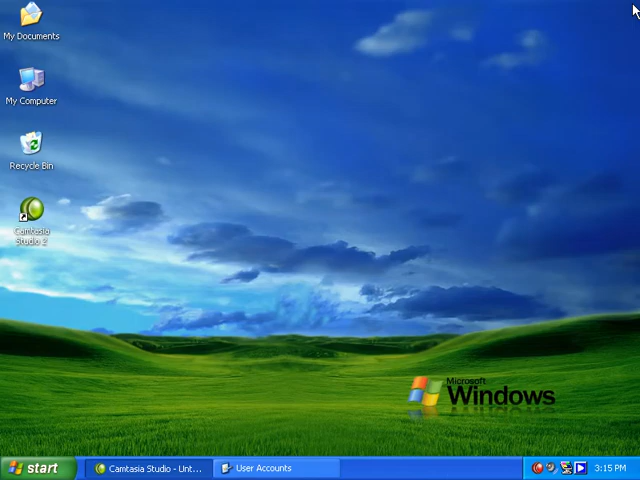 My Documents
My Computer
Recycle Bin
Camtasia
Studio 2
Microsoft
Windows
start
Camtasia Studio - Unt...
User Accounts
3:15 PM